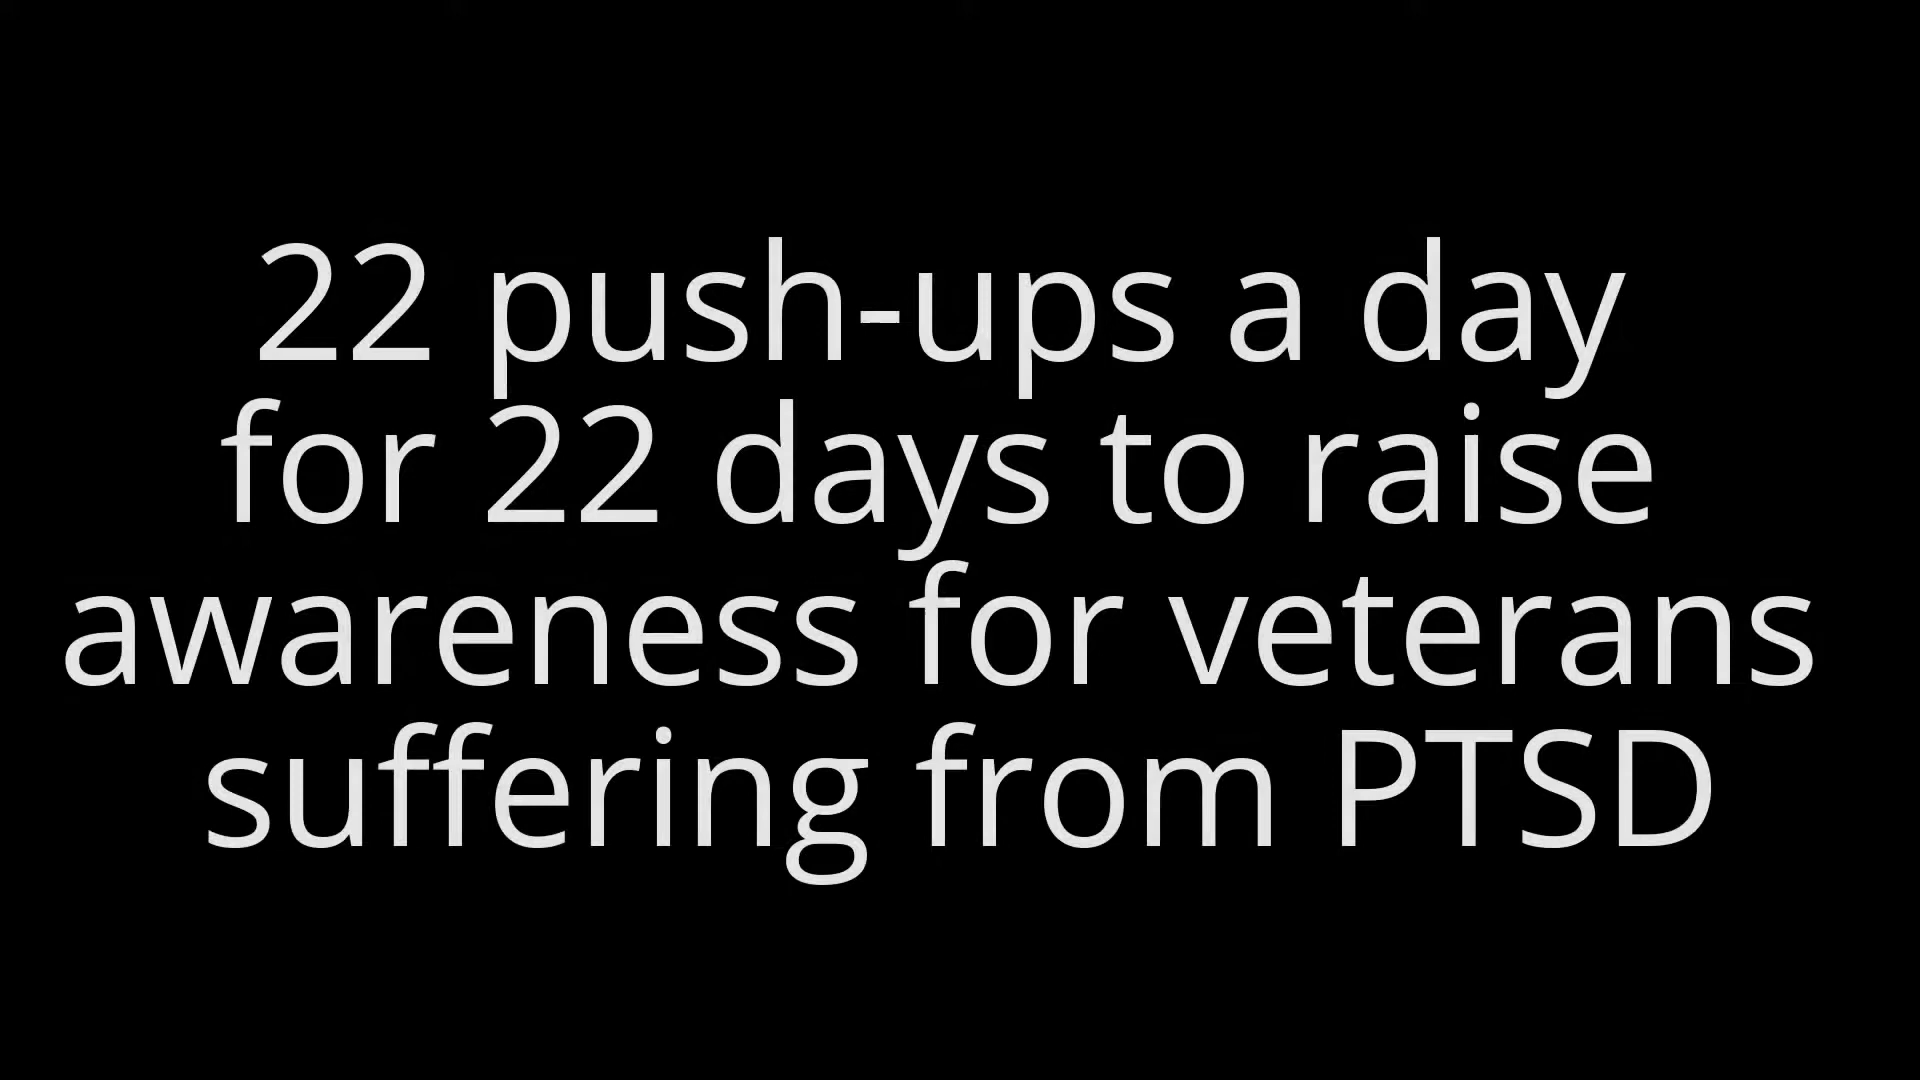 22 push-ups a day
for 22 days to raise
awareness for veterans
suffering from PTSD